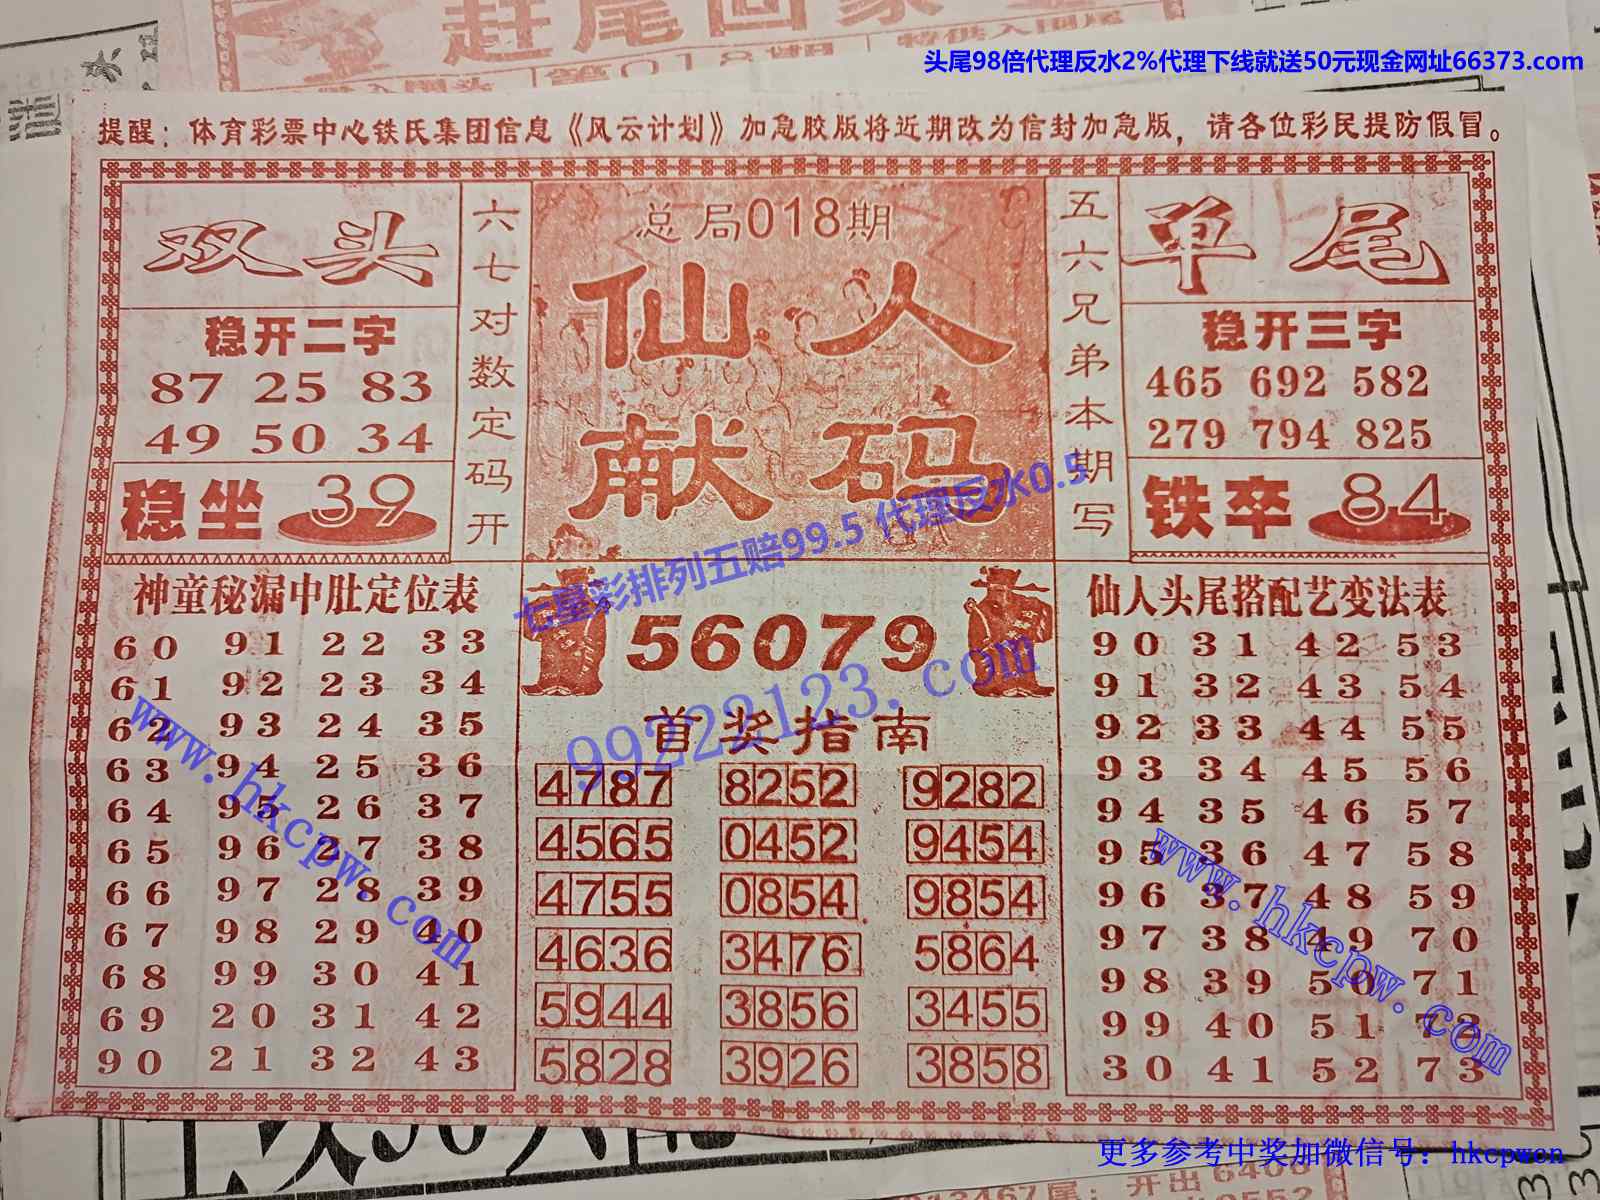 赶尾回家
第018期
头尾98倍代理反水2%代理下线就送50元现金网址66373.com
提醒：体育彩票中心铁氏集团信息《风云计划》加急胶版将近期改为信封加急版，请各位彩民提防假冒。
双头
稳开二字
87 25 83
49 50 34
稳坐 39
六七对数定码开
总局018期
仙人
献码
五六兄弟本期写
单尾
稳开三字
465 692 582
279 794 825
铁卒 84
七星彩排列五赔99.5 代理反水0.5
神童秘漏中肚定位表
60 91 22 33
61 92 23 34
62 93 24 35
63 94 25 36
64 95 26 37
65 96 27 38
66 97 28 39
67 98 29 40
68 99 30 41
69 20 31 42
90 21 32 43
www.hkcpw.com
56079
99222123.com
首奖指南
4787 8252 9282
4565 0452 9454
4755 0854 9854
4636 3476 5864
5944 3856 3455
5828 3926 3858
仙人头尾搭配艺变法表
90 31 42 53
91 32 43 54
92 33 44 55
93 34 45 56
94 35 46 57
95 36 47 58
96 37 48 59
97 38 49 70
98 39 50 71
99 40 51 72
30 41 52 73
www.hkcpw.com
更多参考中奖加微信号：hkcpwcn